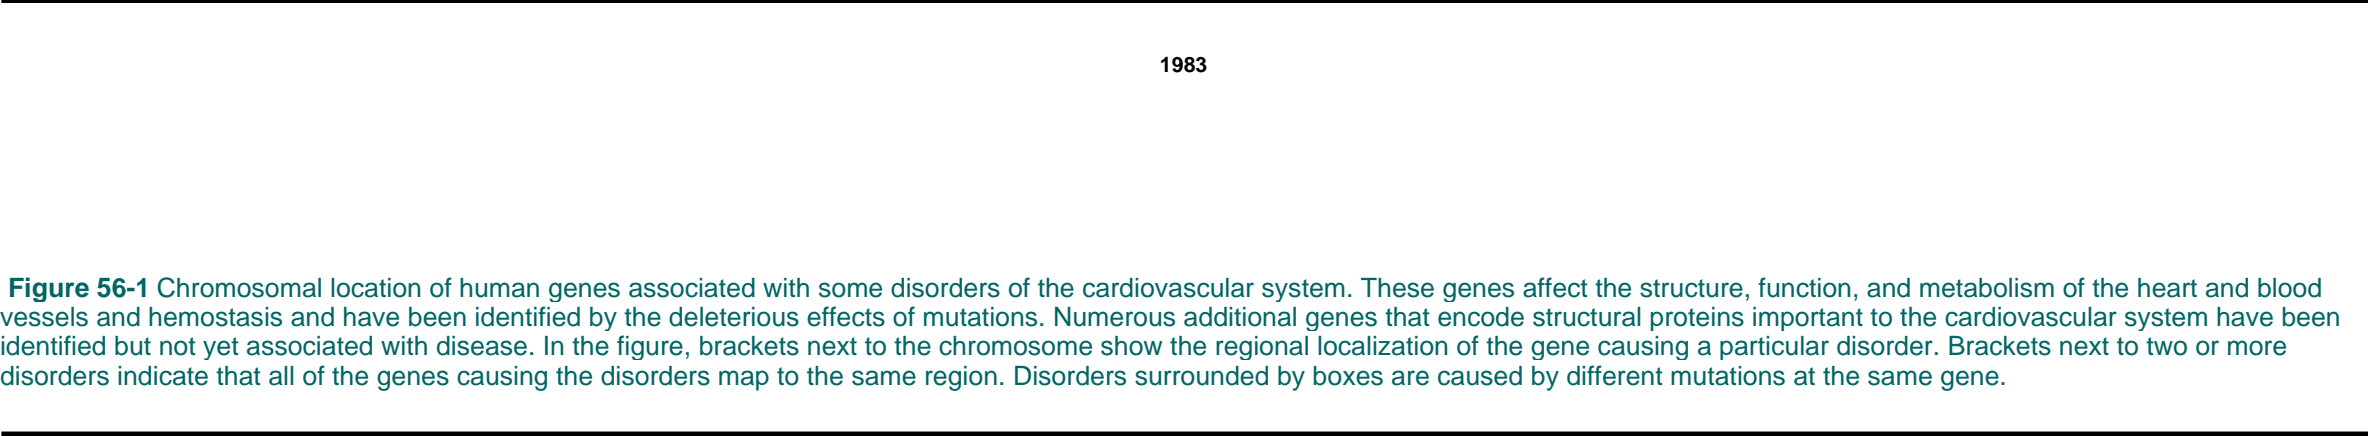 1983
Figure 56-1 Chromosomal location of human genes associated with some disorders of the cardiovascular system. These genes affect the structure, function, and metabolism of the heart and blood
vessels and hemostasis and have been identified by the deleterious effects of mutations. Numerous additional genes that encode structural proteins important to the cardiovascular system have been
identified but not yet associated with disease. In the figure, brackets next to the chromosome show the regional localization of the gene causing a particular disorder. Brackets next to two or more
disorders indicate that all of the genes causing the disorders map to the same region. Disorders surrounded by boxes are caused by different mutations at the same gene.